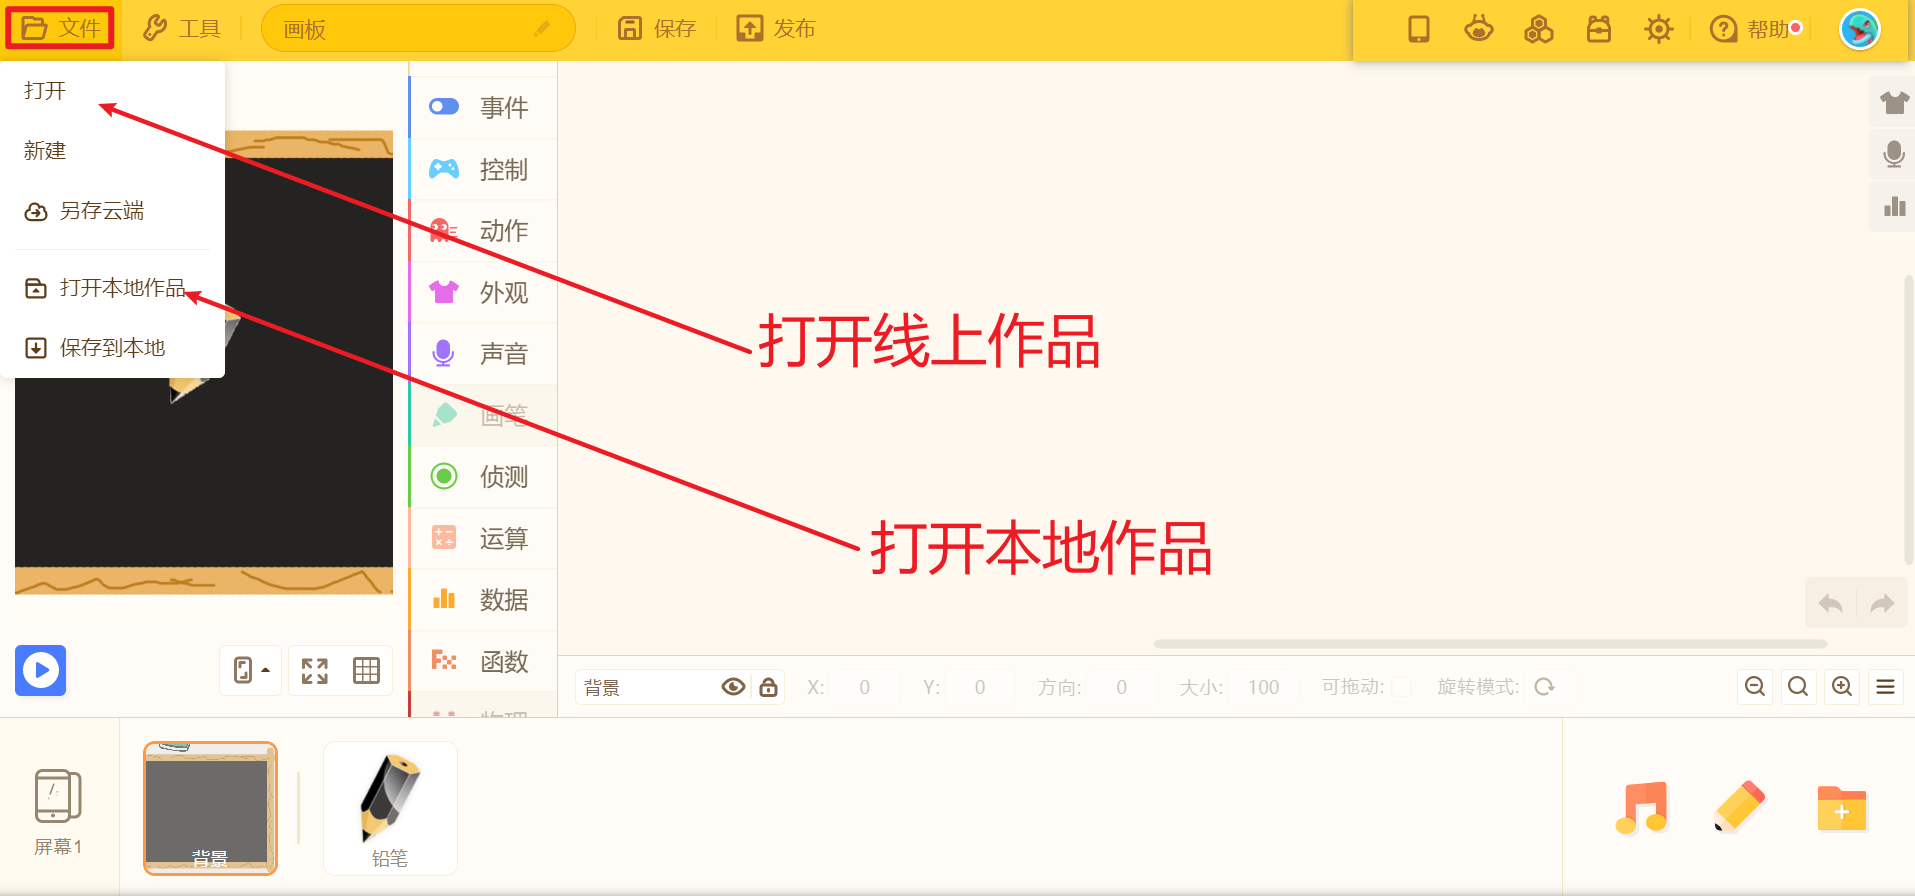 文件
工具
画板
保存
发布
帮助
打开
新建
另存云端
打开本地作品
保存到本地
事件
控制
动作
外观
声音
画笔
侦测
运算
数据
函数
物理
打开线上作品
打开本地作品
背景
X: 0
Y: 0
方向: 0
大小: 100
可拖动:
旋转模式:
屏幕1
背景
铅笔